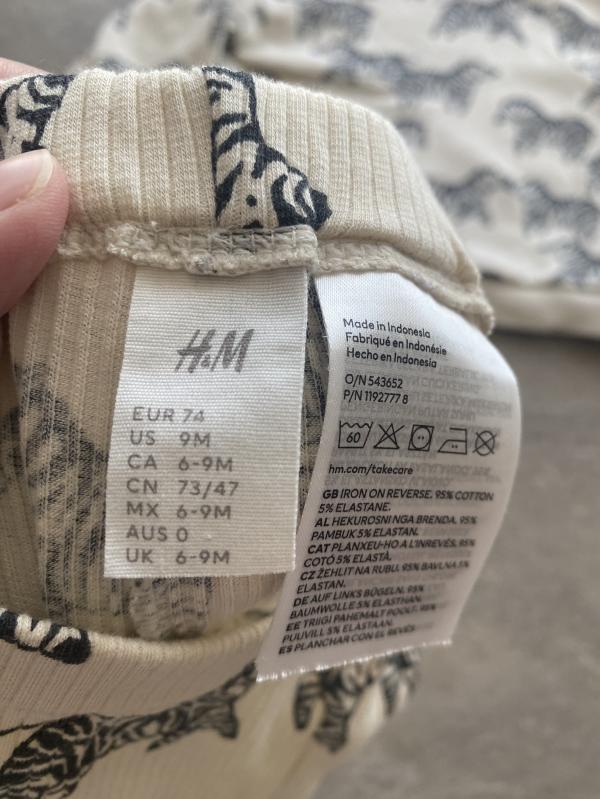 H&M
EUR 74
US 9M
CA 6-9M
CN 73/47
MX 6-9M
AUS 0
UK 6-9M
Made in Indonesia
Fabriqué en Indonésie
Hecho en Indonesia
O/N 543652
P/N 1192777 8
60
hm.com/takecare
GB IRON ON REVERSE. 95% COTTON
5% ELASTANE.
AL HEKUROSNI NGA BRENDA. 95%
PAMBUK 5% ELASTAN.
CAT PLANXEU-HO A L'INREVÉS. 95%
COTÓ 5% ELASTÀ.
CZ ŽEHLIT NA RUBU. 95% BAVLNA 5%
ELASTAN.
DE AUF LINKS BÜGELN. 95%
BAUMWOLLE 5% ELASTHAN.
EE TRIIGI PAHEMALT POOLT. 95%
PUUVILL 5% ELASTAAN.
ES PLANCHAR CON EL REVÉS